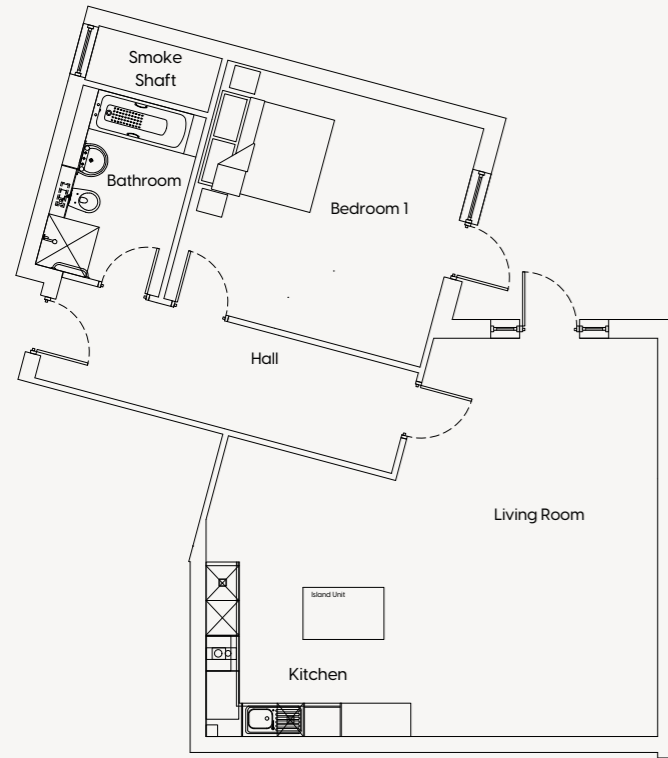 Smoke
Shaft
Bathroom
Bedroom 1
Hall
Living Room
Island Unit
Kitchen